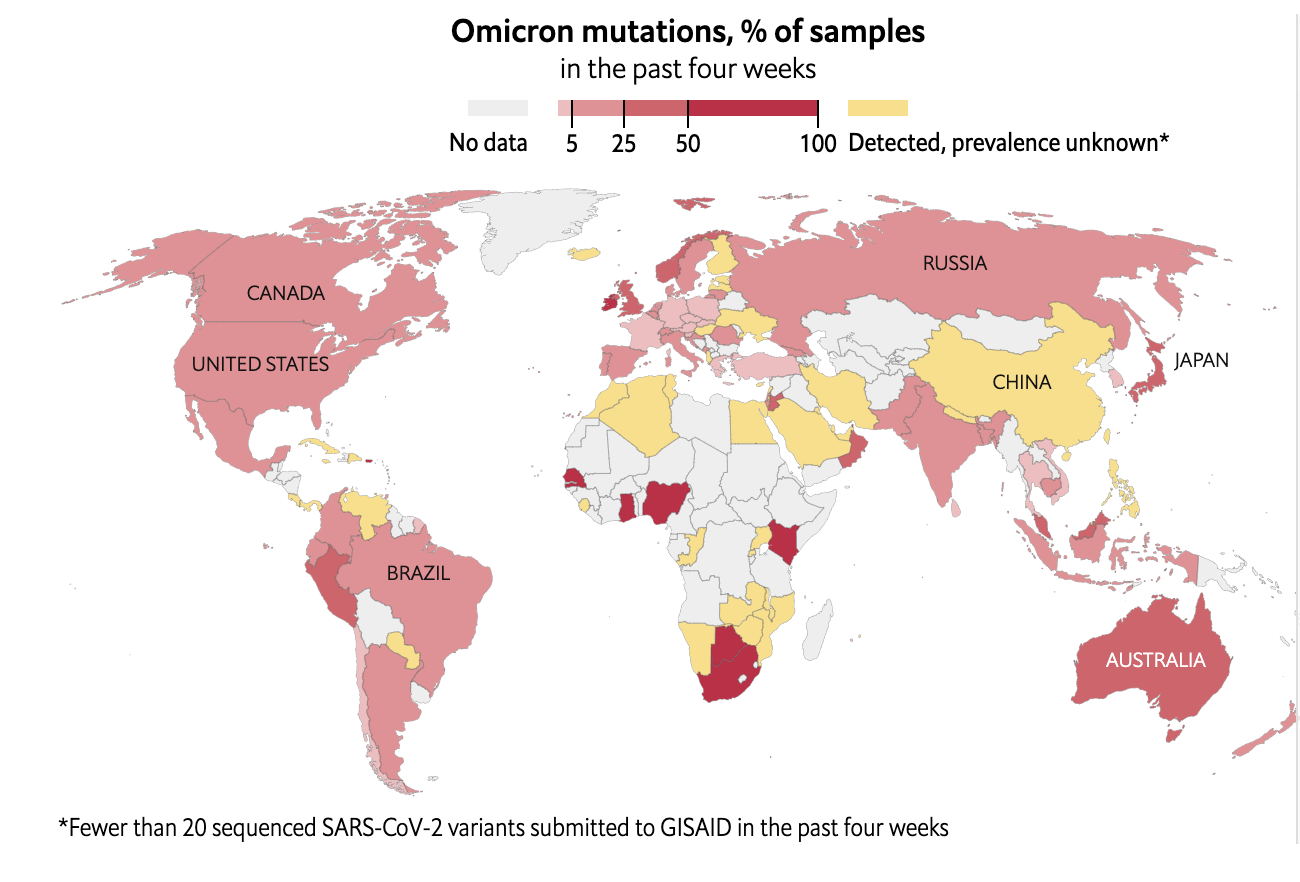 Omicron mutations, % of samples
in the past four weeks
No data
5 25 50 100
Detected, prevalence unknown*
RUSSIA
CANADA
UNITED STATES
JAPAN
CHINA
BRAZIL
AUSTRALIA
*Fewer than 20 sequenced SARS-CoV-2 variants submitted to GISAID in the past four weeks